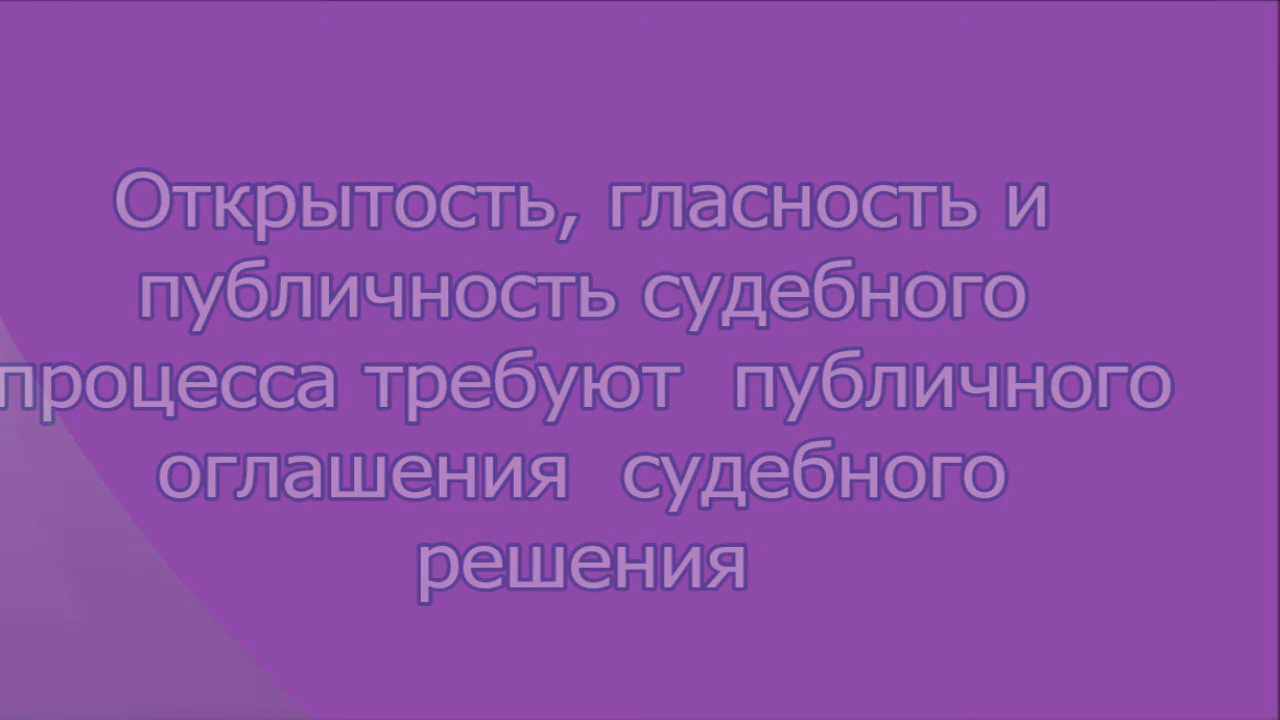 Открытость, гласность и
публичность судебного
процесса требуют  публичного
оглашения  судебного
решения